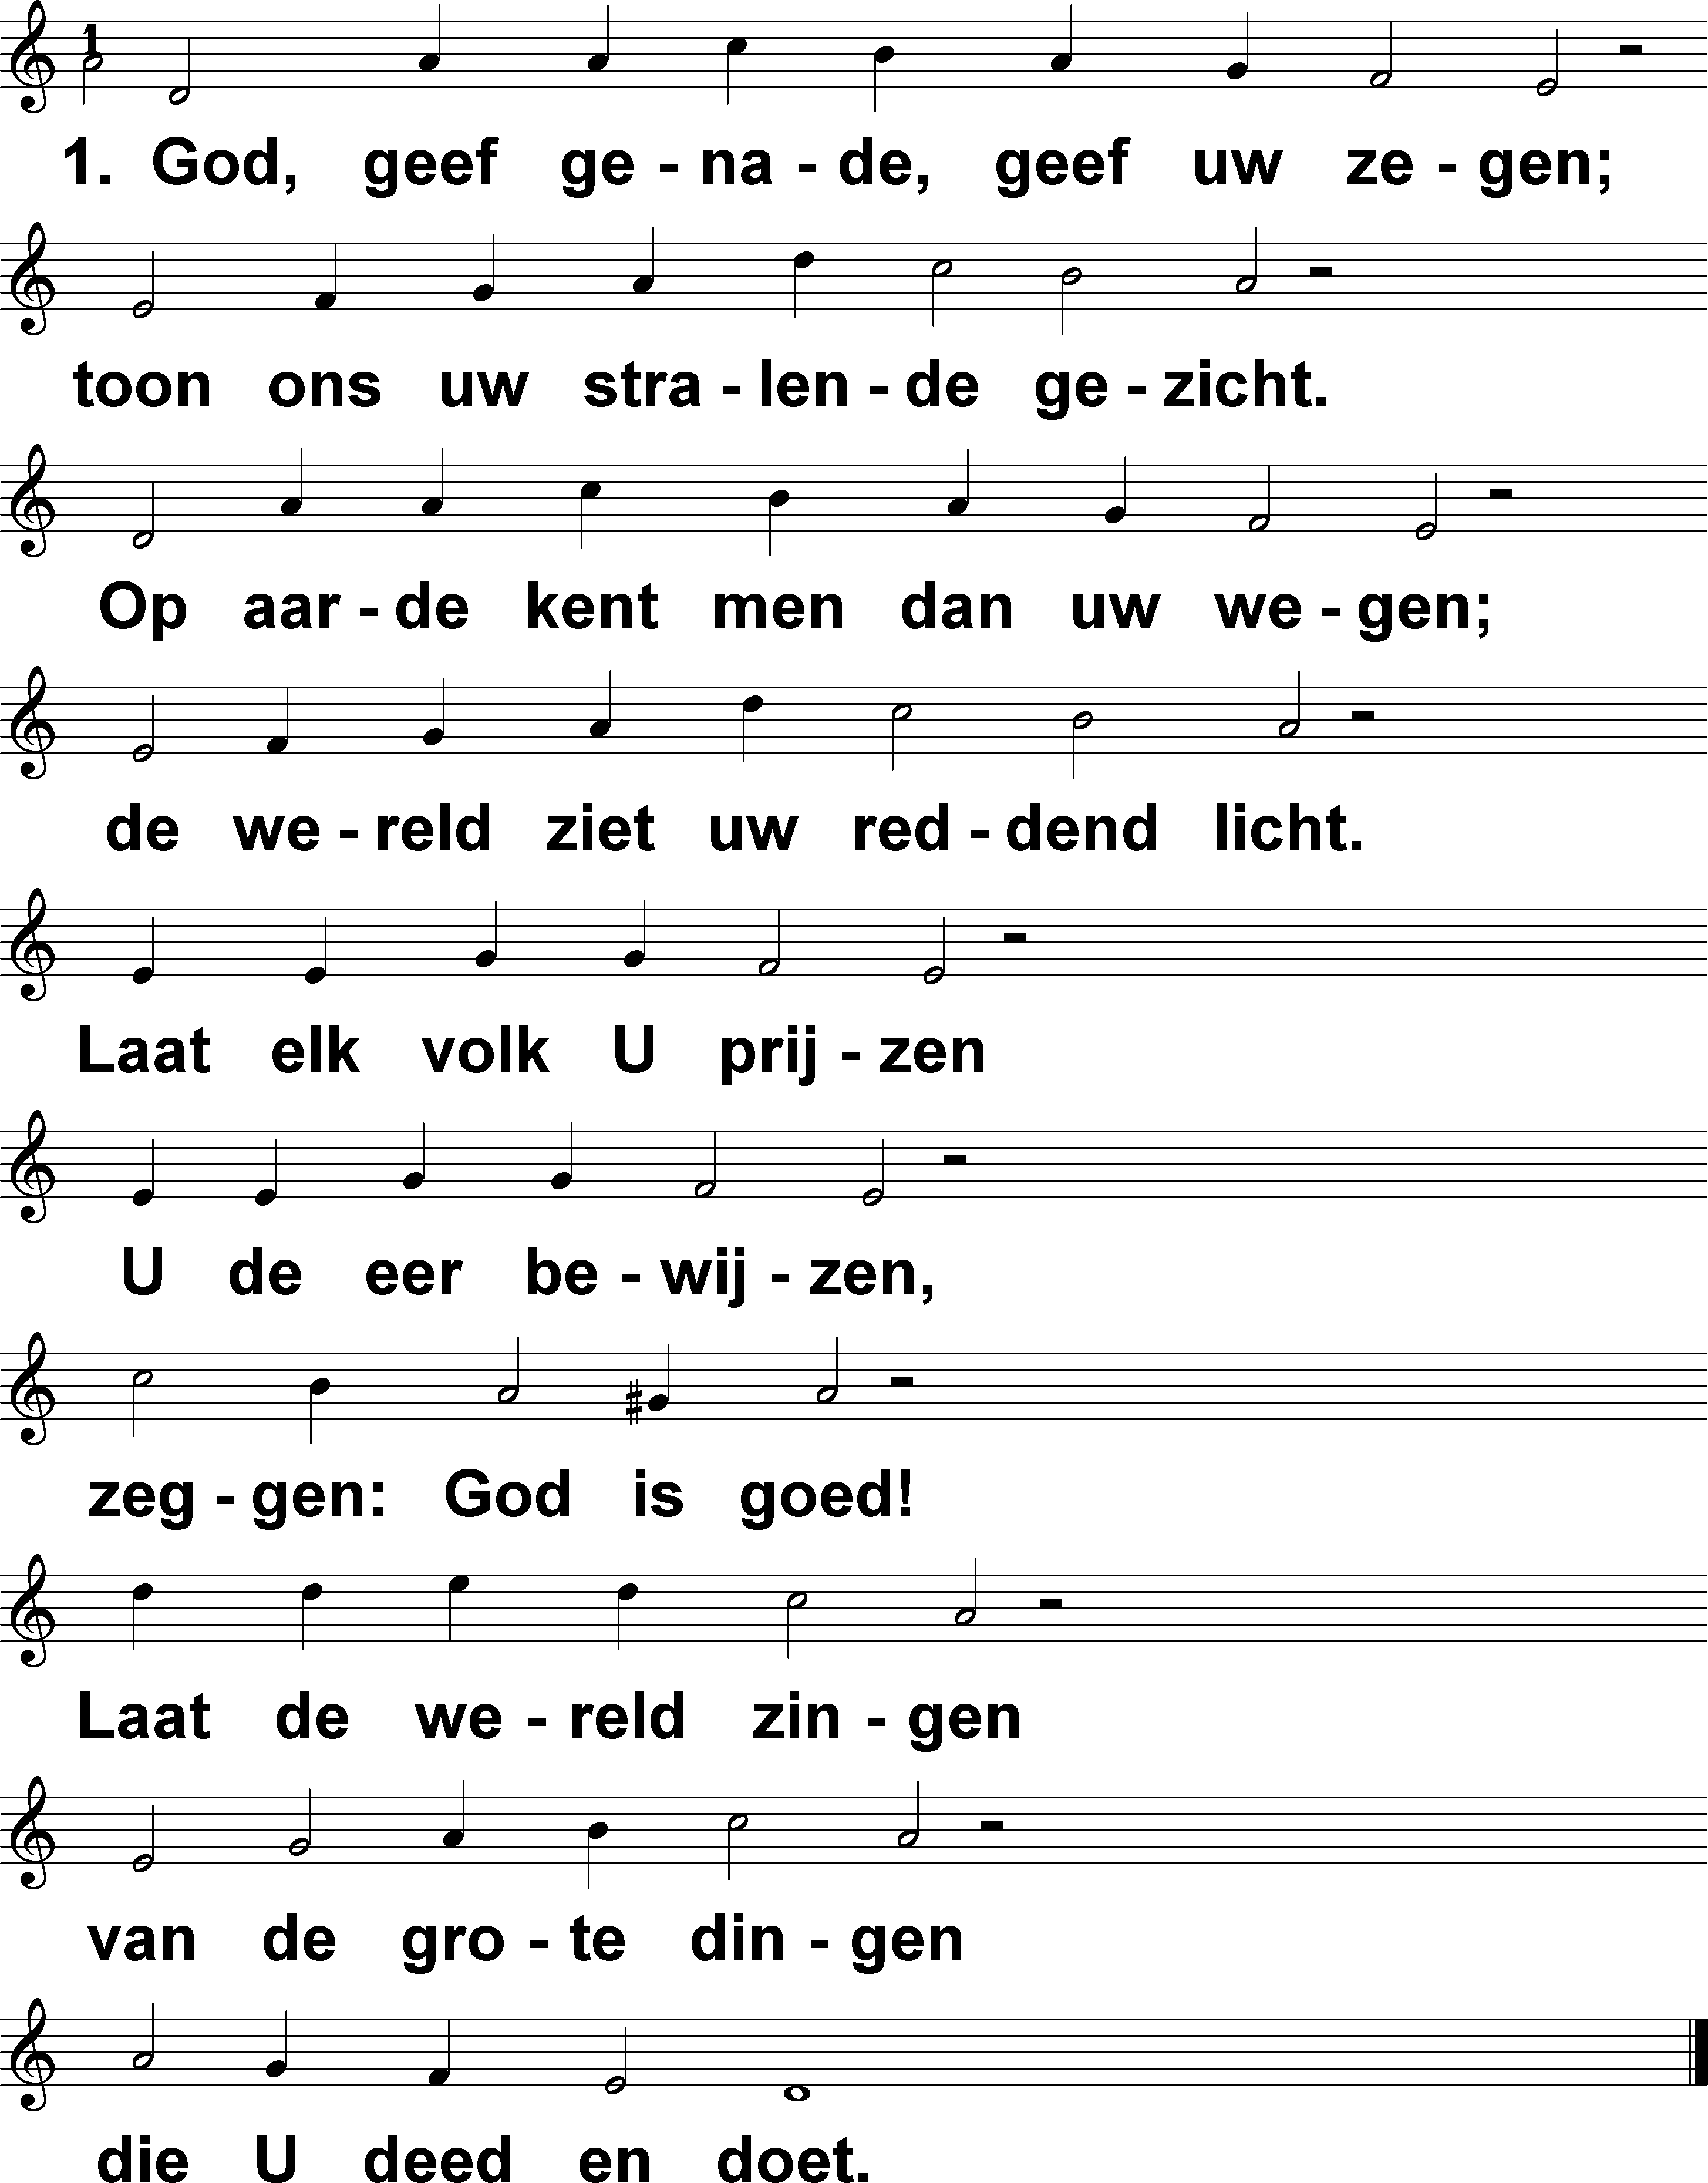 1
1. God, geef ge - na - de, geef uw ze - gen;
toon ons uw stra - len - de ge - zicht.
Op aar - de kent men dan uw we - gen;
de we - reld ziet uw red - dend licht.
Laat elk volk U prij - zen
U de eer be - wij - zen,
zeg - gen: God is goed!
Laat de we - reld zin - gen
van de gro - te din - gen
die U deed en doet.